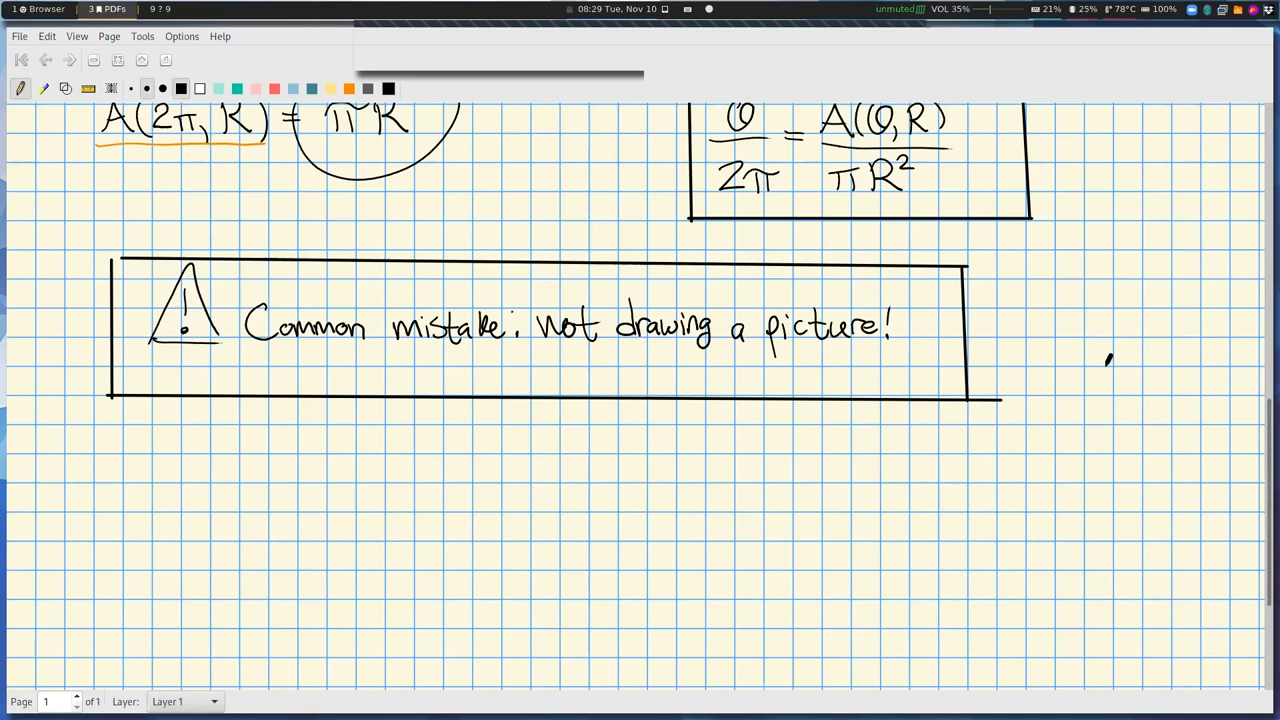 1 Browser 3 PDFs 9 ? 9 08:29 Tue, Nov 10 unmuted VOL 35% 21% 25% 78°C 100%
File Edit View Page Tools Options Help
A(2π, R) = πR
θ/2π = A(θ,R)/πR²
! Common mistake: not drawing a picture!
Page 1 of 1 Layer: Layer 1